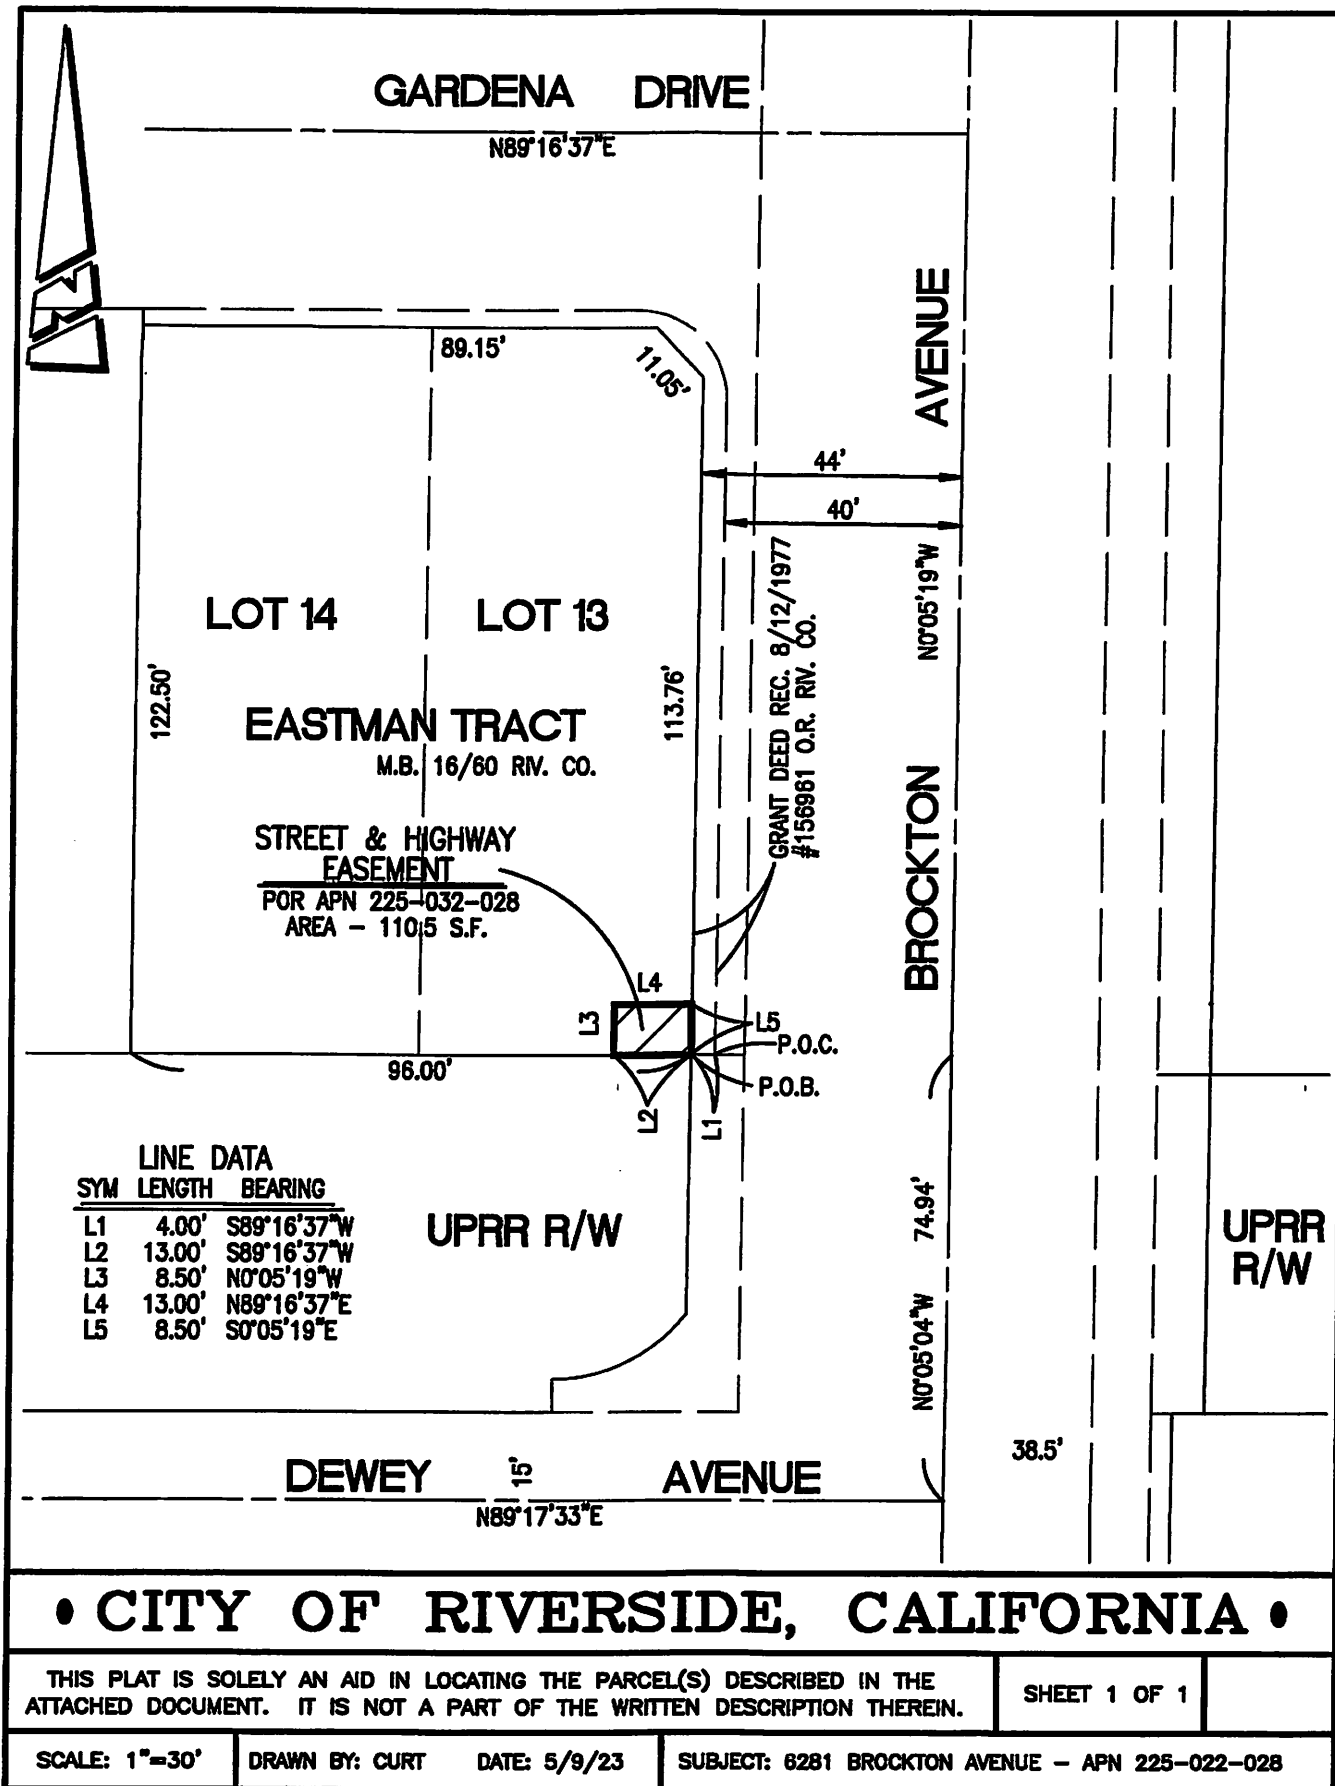 GARDENA DRIVE
N89°16'37"E
N
89.15'
11.05'
AVENUE
44'
40'
N0°05'19"W
GRANT DEED REC. 8/12/1977
#156961 O.R. RIV. CO.
LOT 14
LOT 13
122.50'
113.76'
EASTMAN TRACT
M.B. 16/60 RIV. CO.
BROCKTON
STREET & HIGHWAY
EASEMENT
POR APN 225-032-028
AREA - 110.5 S.F.
L4
L3
L5
P.O.C.
96.00'
P.O.B.
L2
L1
LINE DATA
SYM LENGTH BEARING
L1 4.00' S89°16'37"W
L2 13.00' S89°16'37"W
L3 8.50' N0°05'19"W
L4 13.00' N89°16'37"E
L5 8.50' S0°05'19"E
UPRR R/W
74.94'
N0°05'04"W
UPRR
R/W
38.5'
DEWEY AVENUE
15'
N89°17'33"E
• CITY OF RIVERSIDE, CALIFORNIA •
THIS PLAT IS SOLELY AN AID IN LOCATING THE PARCEL(S) DESCRIBED IN THE
ATTACHED DOCUMENT. IT IS NOT A PART OF THE WRITTEN DESCRIPTION THEREIN.
SHEET 1 OF 1
SCALE: 1"=30'
DRAWN BY: CURT DATE: 5/9/23
SUBJECT: 6281 BROCKTON AVENUE - APN 225-022-028